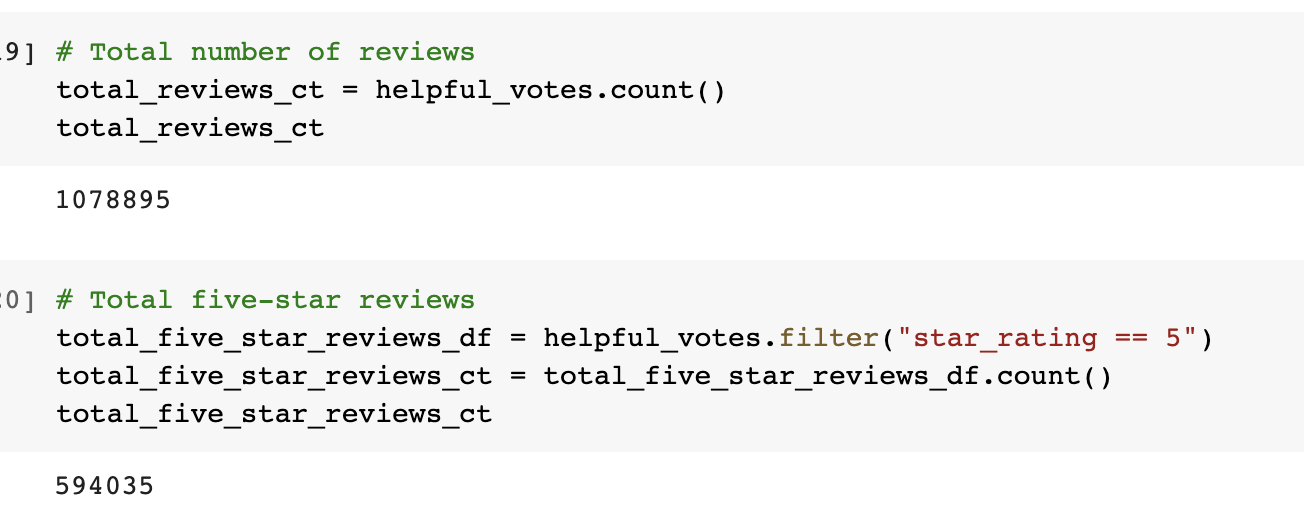 9] # Total number of reviews
total_reviews_ct = helpful_votes.count()
total_reviews_ct
1078895
0] # Total five-star reviews
total_five_star_reviews_df = helpful_votes.filter("star_rating == 5")
total_five_star_reviews_ct = total_five_star_reviews_df.count()
total_five_star_reviews_ct
594035